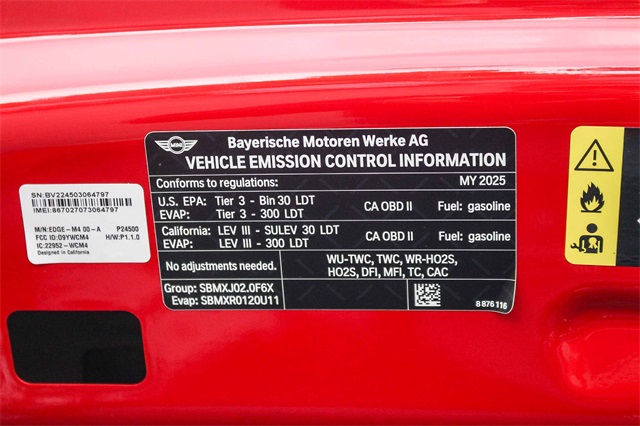 SN:BV224503064797
IMEI:867027073064797
M/N:EDGE-M4 00-A P24500
FCC ID:O9YWCM4 H/W:P1.1.0
IC:22952-WCM4
Designed in California
MINI
Bayerische Motoren Werke AG
VEHICLE EMISSION CONTROL INFORMATION
Conforms to regulations: MY 2025
U.S. EPA: Tier 3 - Bin 30 LDT CA OBD II Fuel: gasoline
EVAP: Tier 3 - 300 LDT
California: LEV III - SULEV 30 LDT CA OBD II Fuel: gasoline
EVAP: LEV III - 300 LDT
No adjustments needed.
WU-TWC, TWC, WR-HO2S,
HO2S, DFI, MFI, TC, CAC
Group: SBMXJ02.0F6X
Evap: SBMXR0120U11
8 876 116